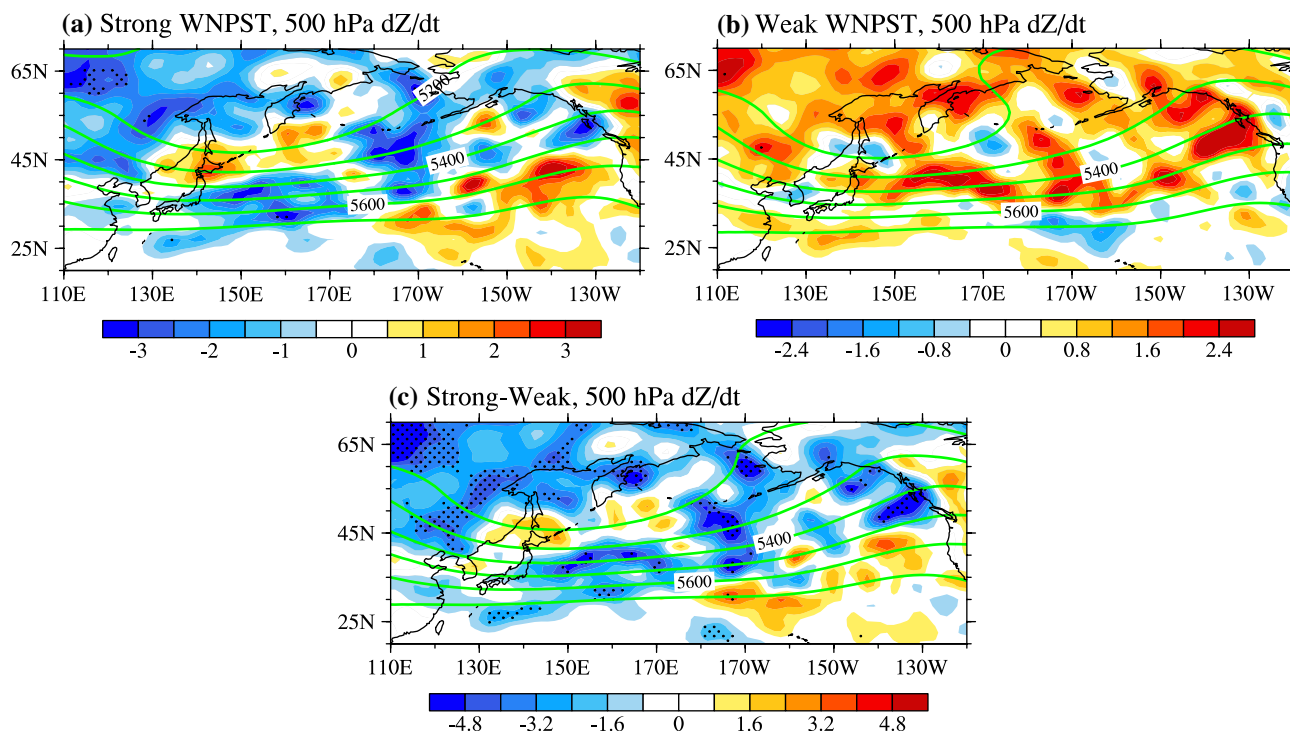 (a) Strong WNPST, 500 hPa dZ/dt
(b) Weak WNPST, 500 hPa dZ/dt
65N
45N
25N
5200
5400
5600
110E 130E 150E 170E 170W 150W 130W
-3 -2 -1 0 1 2 3
65N
45N
25N
5400
5600
110E 130E 150E 170E 170W 150W 130W
-2.4 -1.6 -0.8 0 0.8 1.6 2.4
(c) Strong-Weak, 500 hPa dZ/dt
65N
45N
25N
5400
5600
110E 130E 150E 170E 170W 150W 130W
-4.8 -3.2 -1.6 0 1.6 3.2 4.8